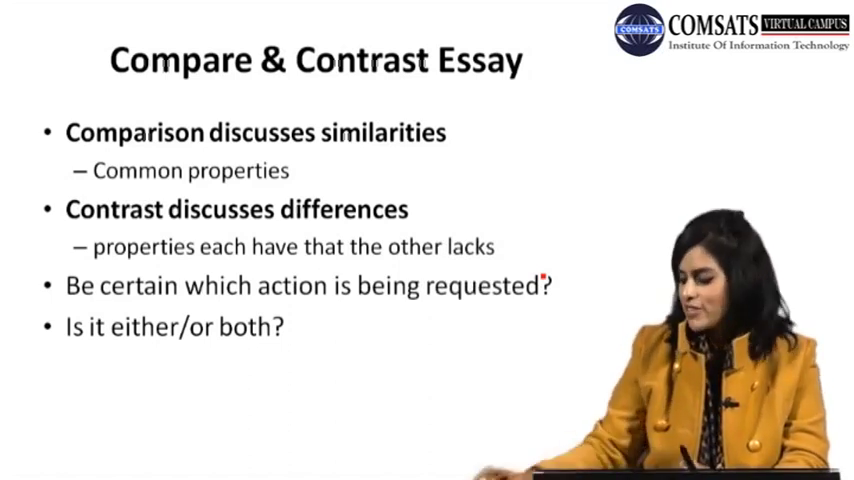 COMSATS VIRTUAL CAMPUS
COMSATS
Institute Of Information Technology
Compare & Contrast Essay
• Comparison discusses similarities
– Common properties
• Contrast discusses differences
– properties each have that the other lacks
• Be certain which action is being requested?
• Is it either/or both?